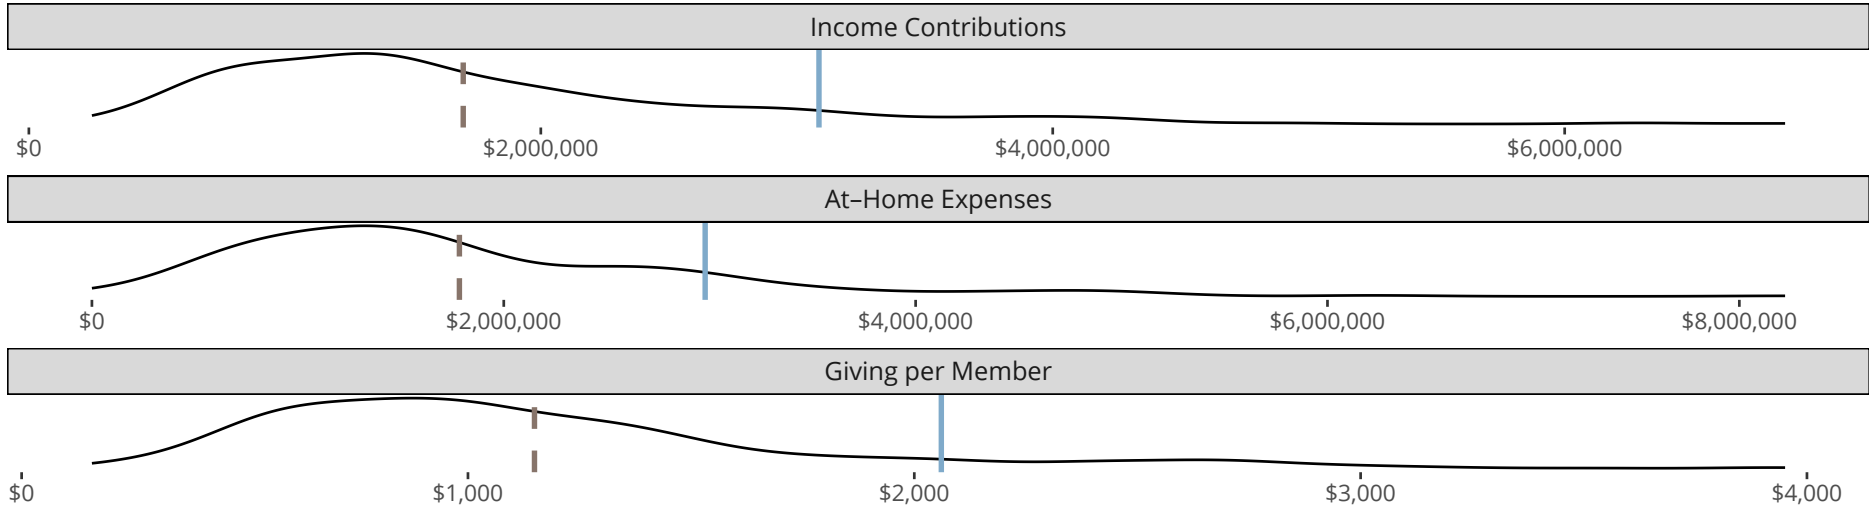 Income Contributions
$0 $2,000,000 $4,000,000 $6,000,000
At–Home Expenses
$0 $2,000,000 $4,000,000 $6,000,000 $8,000,000
Giving per Member
$0 $1,000 $2,000 $3,000 $4,000